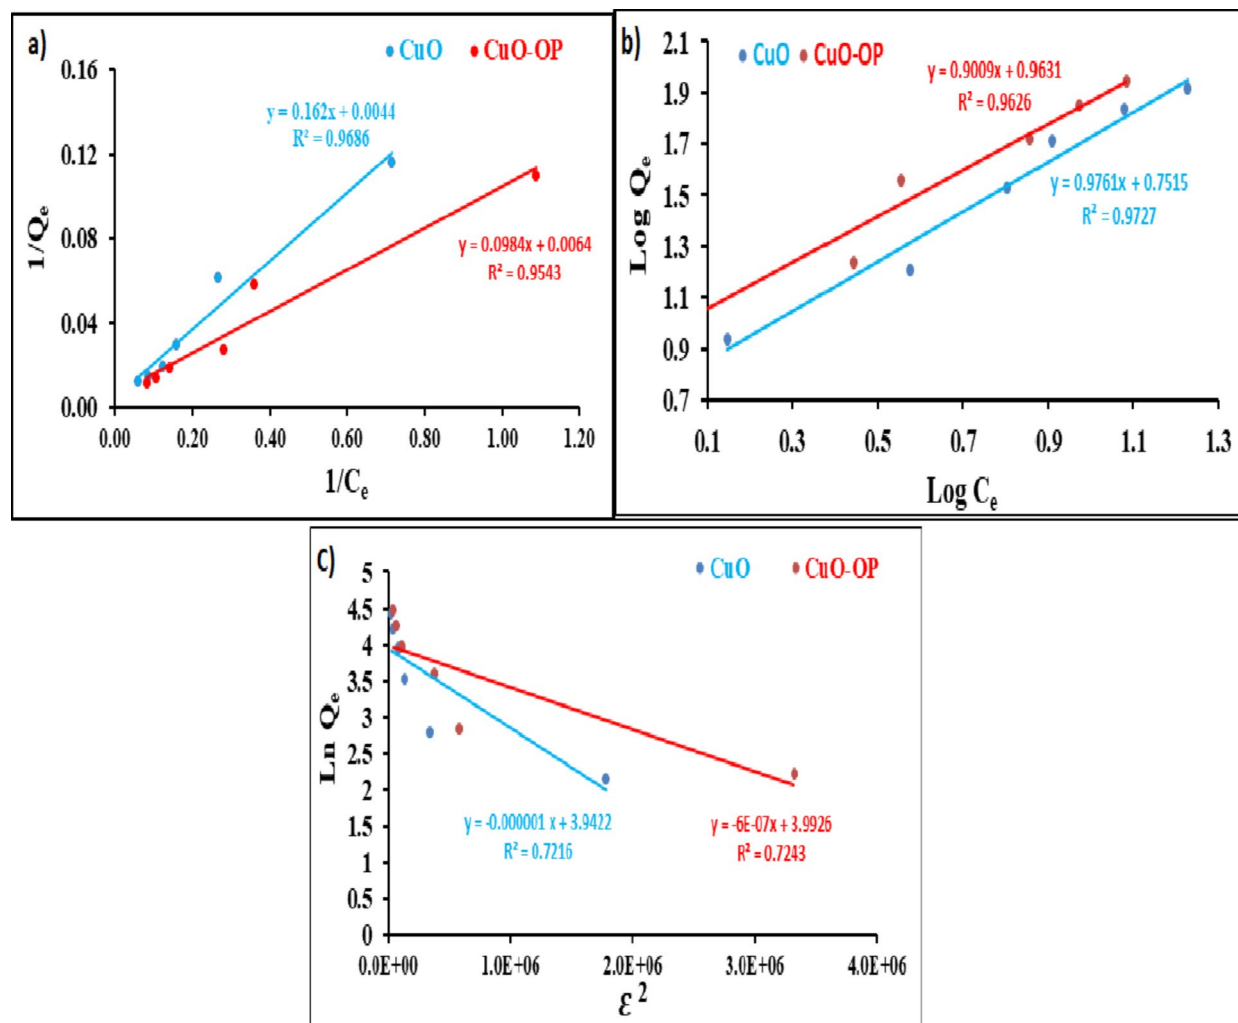 a)
CuO CuO-OP
0.16
0.12
0.08
0.04
0.00
1/Qe
y = 0.162x + 0.0044
R² = 0.9686
y = 0.0984x + 0.0064
R² = 0.9543
0.00 0.20 0.40 0.60 0.80 1.00 1.20
1/Ce
b)
CuO CuO-OP
2.1
1.9
1.7
1.5
1.3
1.1
0.9
0.7
Log Qe
y = 0.9009x + 0.9631
R² = 0.9626
y = 0.9761x + 0.7515
R² = 0.9727
0.1 0.3 0.5 0.7 0.9 1.1 1.3
Log Ce
c)
CuO CuO-OP
5
4.5
4
3.5
3
2.5
2
1.5
1
0.5
0
Ln Qe
y = -0.000001 x + 3.9422
R² = 0.7216
y = -6E-07x + 3.9926
R² = 0.7243
0.0E+00 1.0E+06 2.0E+06 3.0E+06 4.0E+06
ε 2